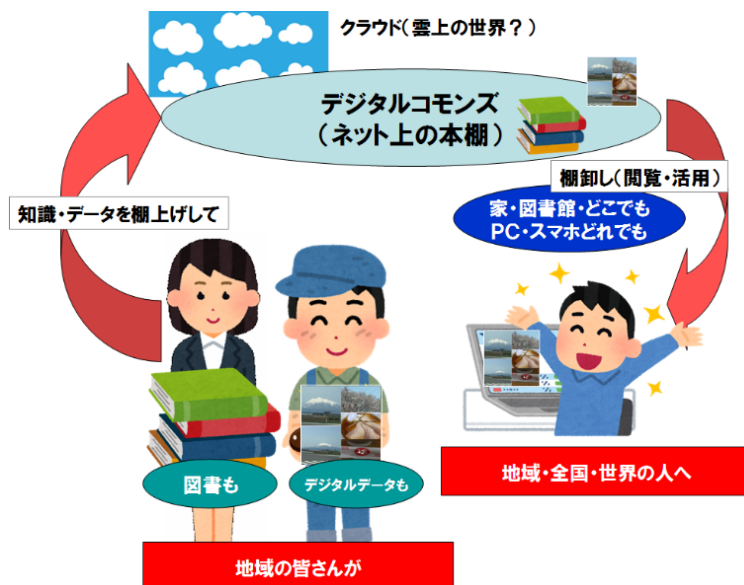 クラウド(雲上の世界?)
デジタルコモンズ
(ネット上の本棚)
棚卸し(閲覧・活用)
家・図書館・どこでも
PC・スマホどれでも
知識・データを棚上げして
図書も
デジタルデータも
地域・全国・世界の人へ
地域の皆さんが